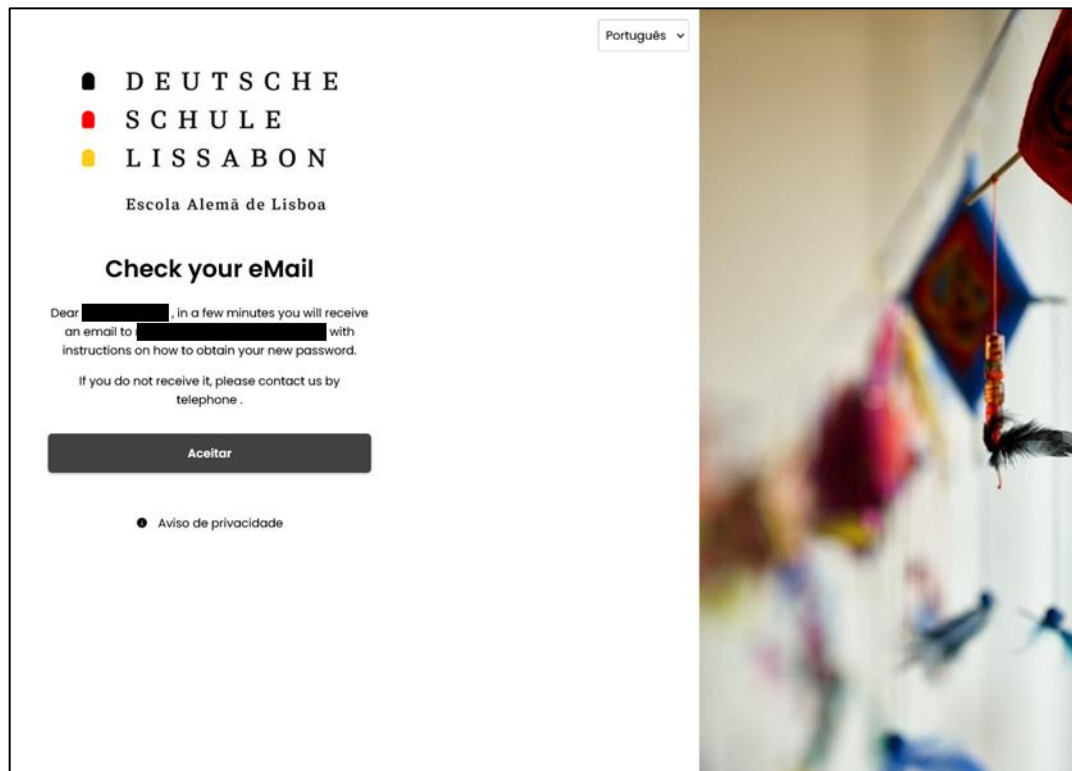 Português
DEUTSCHE
SCHULE
LISSABON
Escola Alemã de Lisboa
Check your eMail
Dear , in a few minutes you will receive
an email to with
instructions on how to obtain your new password.
If you do not receive it, please contact us by
telephone .
Aceitar
Aviso de privacidade